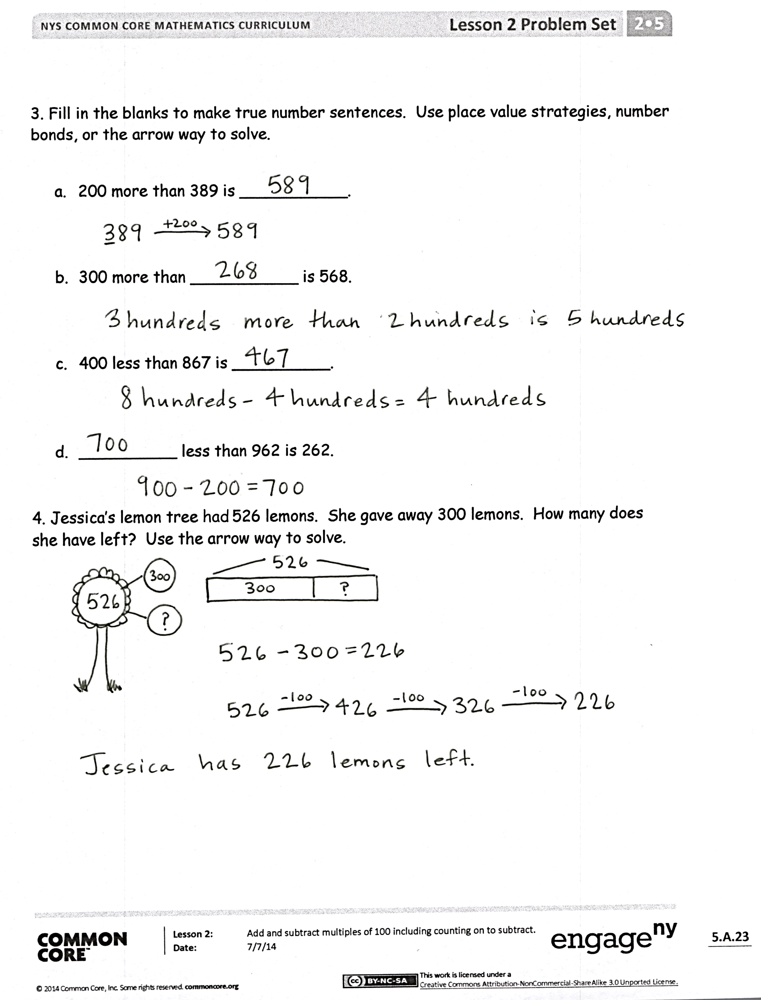 NYS COMMON CORE MATHEMATICS CURRICULUM Lesson 2 Problem Set 2•5
3. Fill in the blanks to make true number sentences. Use place value strategies, number
bonds, or the arrow way to solve.
a. 200 more than 389 is 589.
389 +200→ 589
b. 300 more than 268 is 568.
3 hundreds more than 2 hundreds is 5 hundreds
c. 400 less than 867 is 467.
8 hundreds - 4 hundreds = 4 hundreds
d. 700 less than 962 is 262.
900 - 200 = 700
4. Jessica's lemon tree had 526 lemons. She gave away 300 lemons. How many does
she have left? Use the arrow way to solve.
526 300 ?
526
300 ?
526 - 300 = 226
526 -100→ 426 -100→ 326 -100→ 226
Jessica has 226 lemons left.
COMMON CORE™
Lesson 2: Add and subtract multiples of 100 including counting on to subtract.
Date: 7/7/14
engageny
5.A.23
© 2014 Common Core, Inc. Some rights reserved. commoncore.org
(cc) BY-NC-SA
This work is licensed under a
Creative Commons Attribution-NonCommercial-ShareAlike 3.0 Unported License.